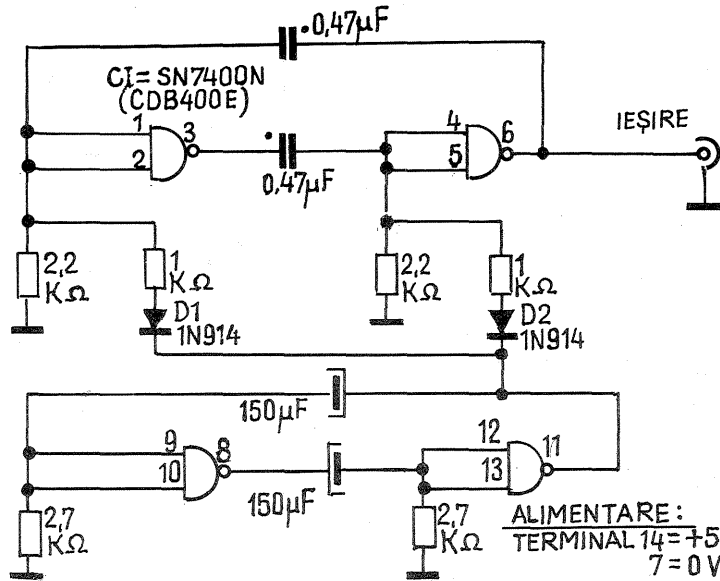 0,47µF
CI=SN7400N
(CDB400E)
1
2
3
4
5
6
IEŞIRE
0,47µF
2,2
KΩ
1
KΩ
D1
1N914
2,2
KΩ
1
KΩ
D2
1N914
150µF
9
10
8
12
13
11
150µF
2,7
KΩ
2,7
KΩ
ALIMENTARE:
TERMINAL 14=+5
7=0V